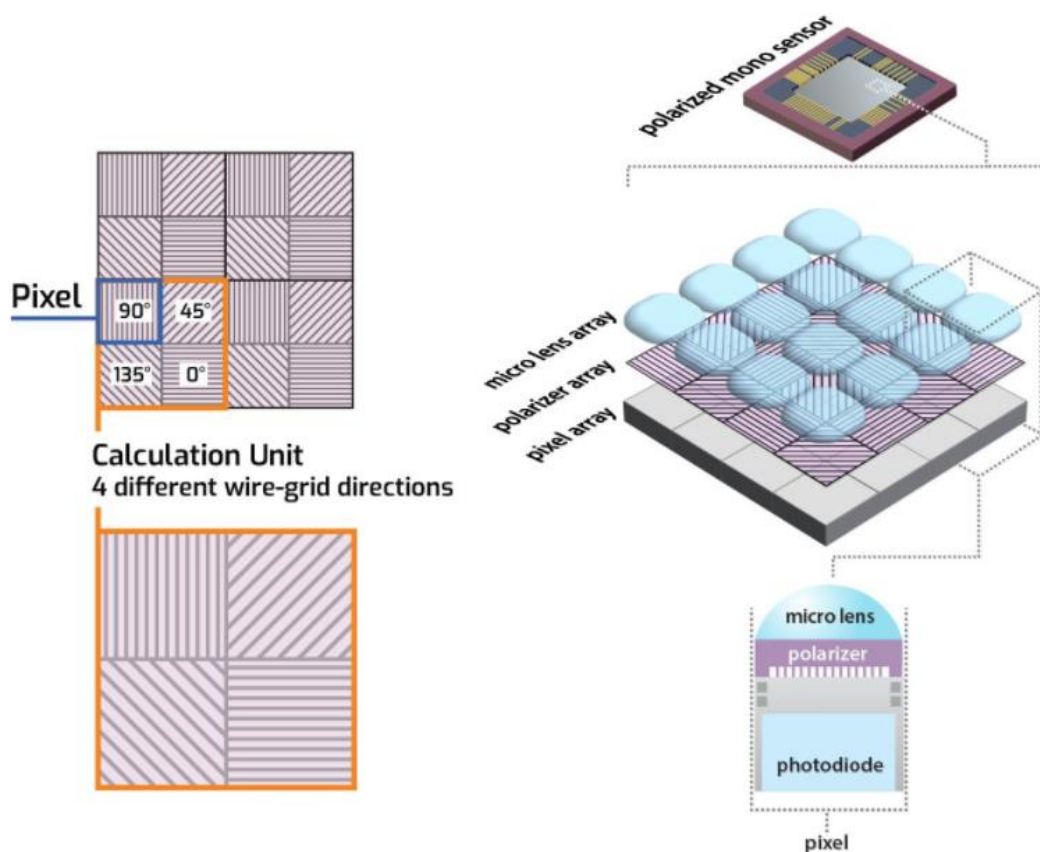 Pixel
90°
45°
135°
0°
Calculation Unit
4 different wire-grid directions
polarized mono sensor
micro lens array
polarizer array
pixel array
micro lens
polarizer
photodiode
pixel